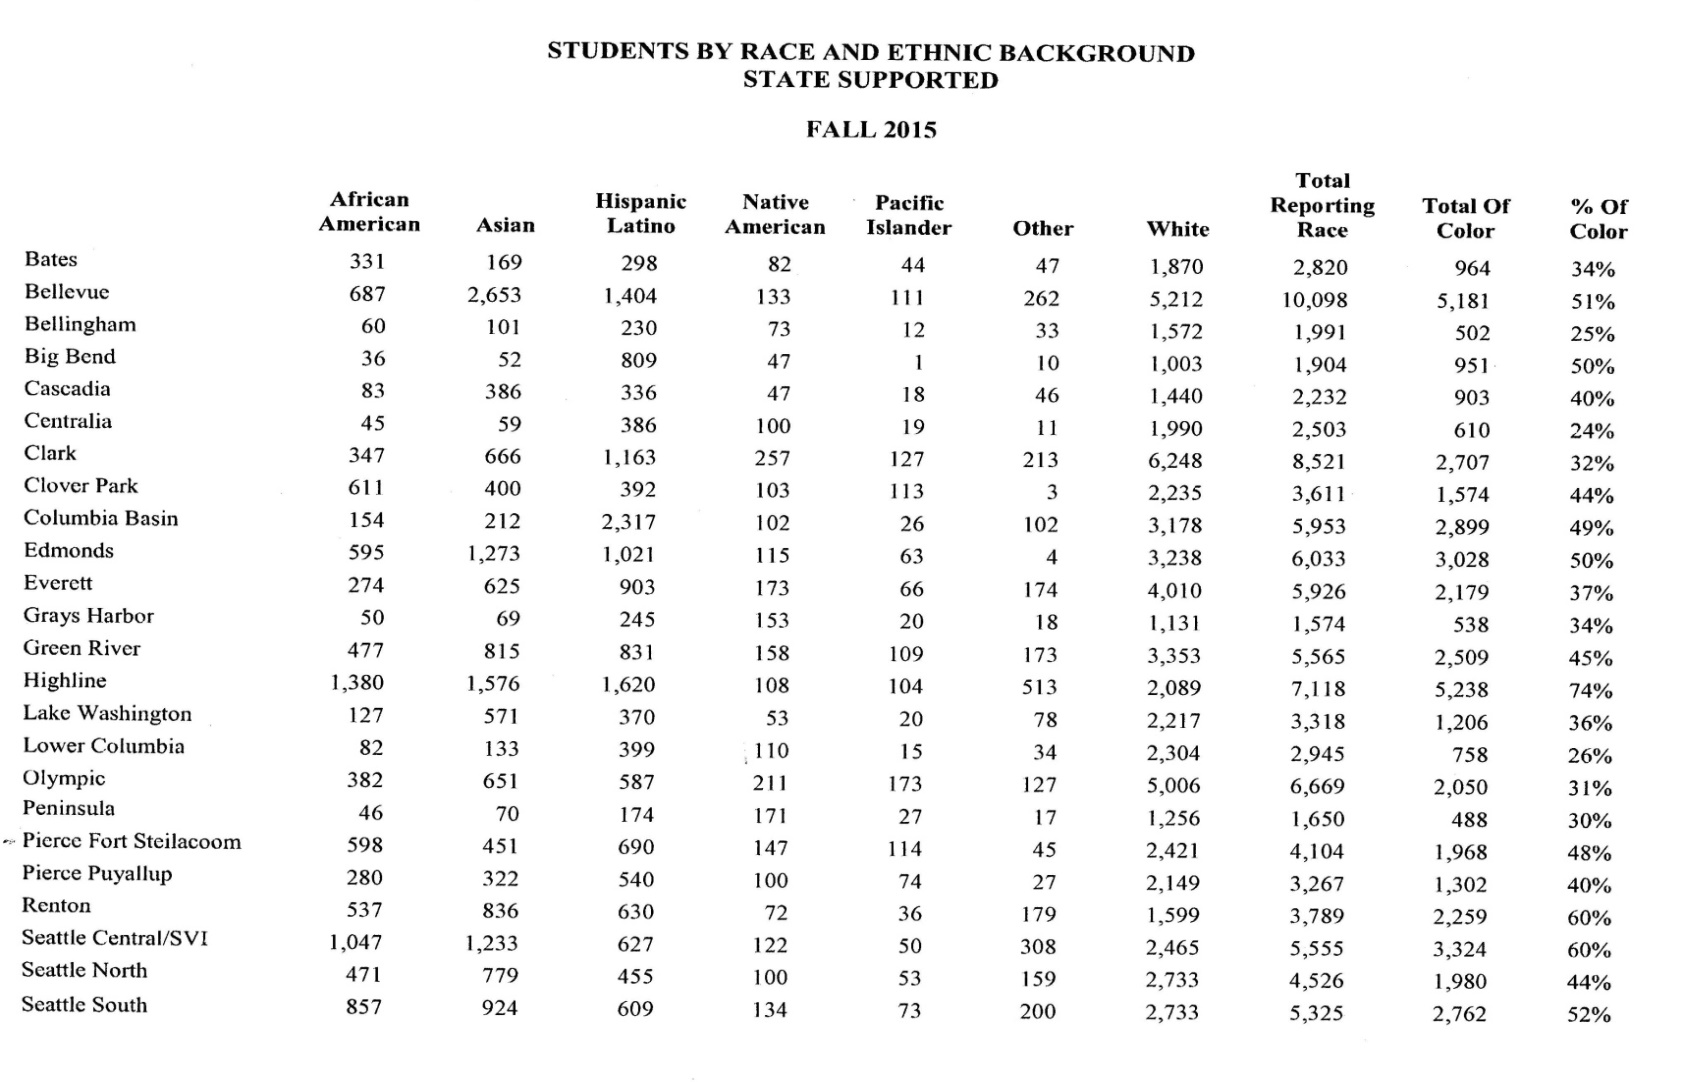 STUDENTS BY RACE AND ETHNIC BACKGROUND
STATE SUPPORTED
FALL 2015
African American Asian Hispanic Latino Native American Pacific Islander Other White Total Reporting Race Total Of Color % Of Color
Bates 331 169 298 82 44 47 1,870 2,820 964 34%
Bellevue 687 2,653 1,404 133 111 262 5,212 10,098 5,181 51%
Bellingham 60 101 230 73 12 33 1,572 1,991 502 25%
Big Bend 36 52 809 47 1 10 1,003 1,904 951 50%
Cascadia 83 386 336 47 18 46 1,440 2,232 903 40%
Centralia 45 59 386 100 19 11 1,990 2,503 610 24%
Clark 347 666 1,163 257 127 213 6,248 8,521 2,707 32%
Clover Park 611 400 392 103 113 3 2,235 3,611 1,574 44%
Columbia Basin 154 212 2,317 102 26 102 3,178 5,953 2,899 49%
Edmonds 595 1,273 1,021 115 63 4 3,238 6,033 3,028 50%
Everett 274 625 903 173 66 174 4,010 5,926 2,179 37%
Grays Harbor 50 69 245 153 20 18 1,131 1,574 538 34%
Green River 477 815 831 158 109 173 3,353 5,565 2,509 45%
Highline 1,380 1,576 1,620 108 104 513 2,089 7,118 5,238 74%
Lake Washington 127 571 370 53 20 78 2,217 3,318 1,206 36%
Lower Columbia 82 133 399 110 15 34 2,304 2,945 758 26%
Olympic 382 651 587 211 173 127 5,006 6,669 2,050 31%
Peninsula 46 70 174 171 27 17 1,256 1,650 488 30%
Pierce Fort Steilacoom 598 451 690 147 114 45 2,421 4,104 1,968 48%
Pierce Puyallup 280 322 540 100 74 27 2,149 3,267 1,302 40%
Renton 537 836 630 72 36 179 1,599 3,789 2,259 60%
Seattle Central/SVI 1,047 1,233 627 122 50 308 2,465 5,555 3,324 60%
Seattle North 471 779 455 100 53 159 2,733 4,526 1,980 44%
Seattle South 857 924 609 134 73 200 2,733 5,325 2,762 52%